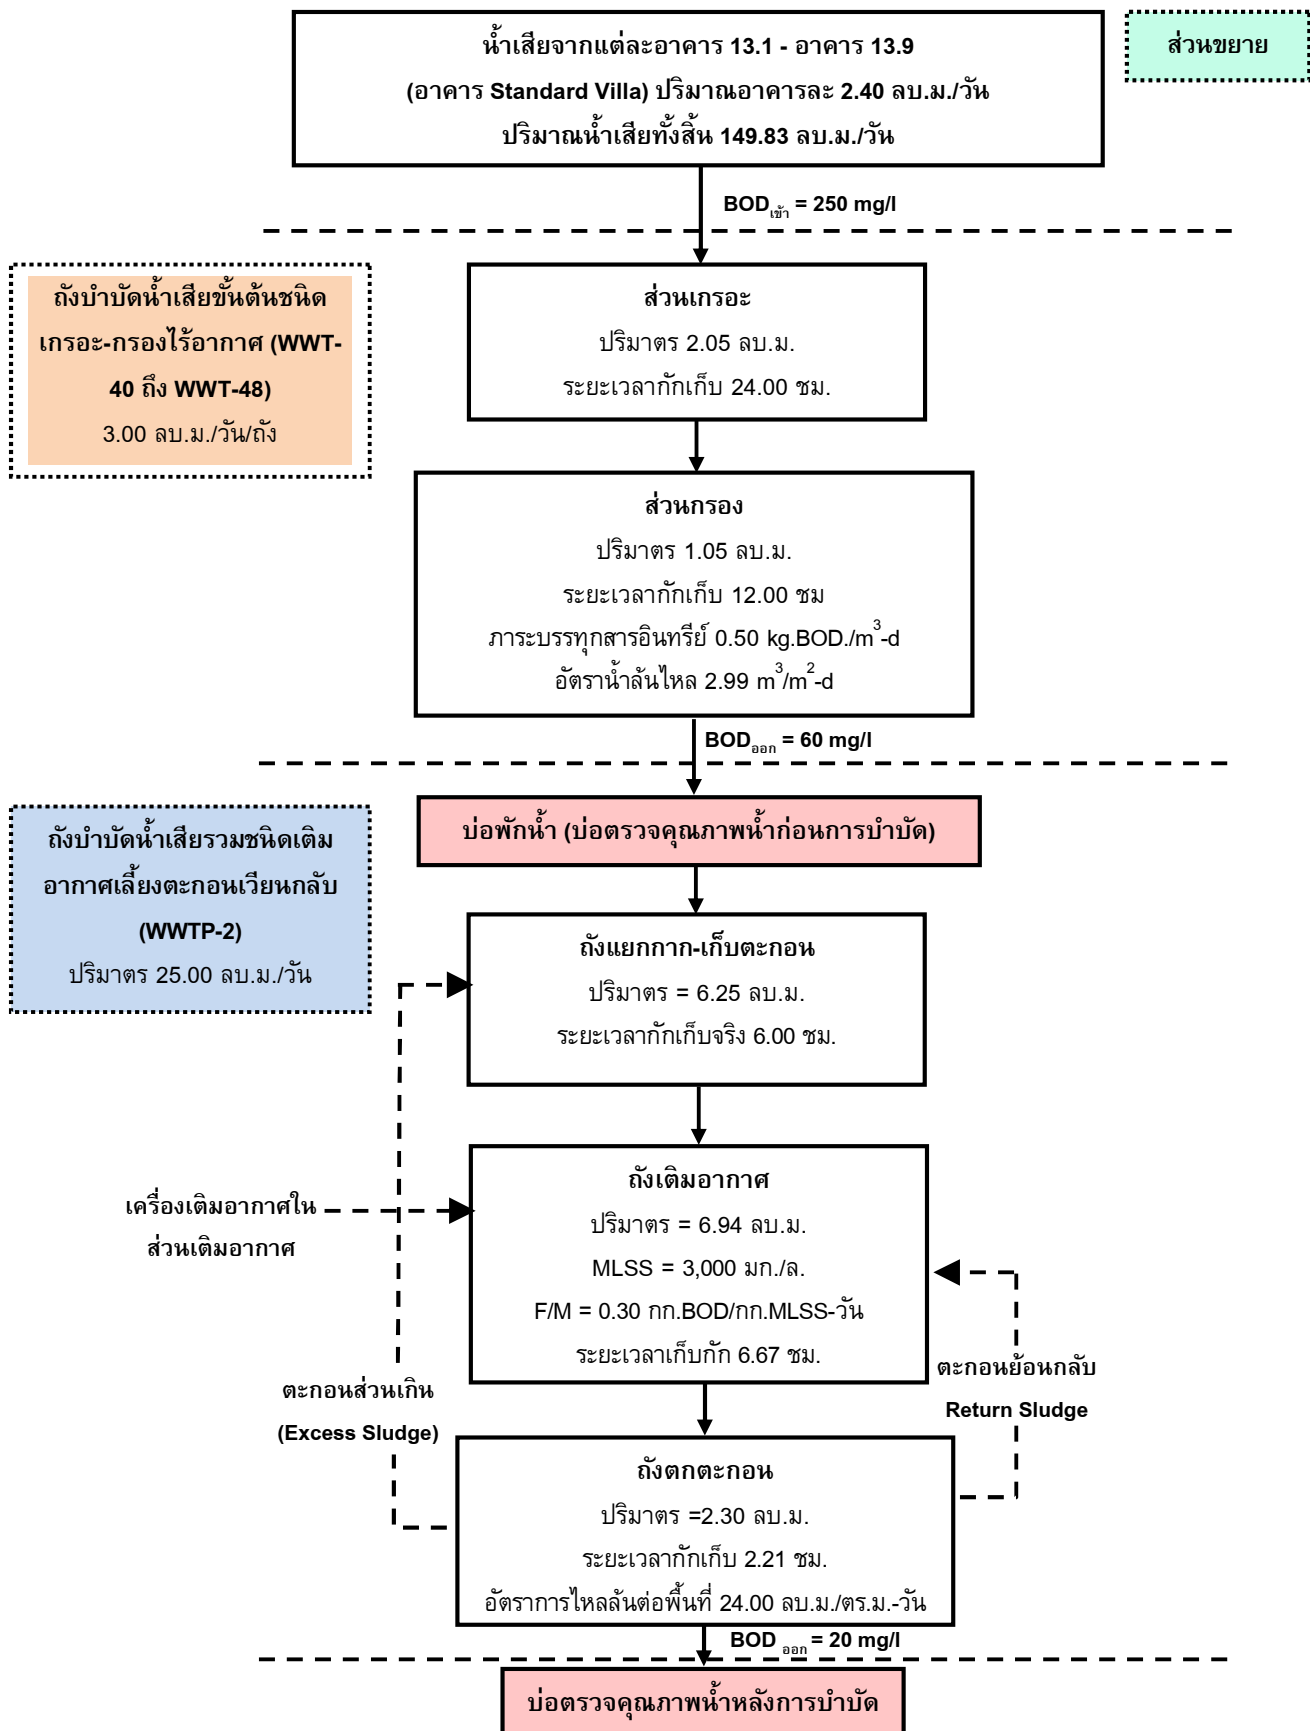 น้ำเสียจากแต่ละอาคาร 13.1 - อาคาร 13.9
(อาคาร Standard Villa) ปริมาณอาคารละ 2.40 ลบ.ม./วัน
ปริมาณน้ำเสียทั้งสิ้น 149.83 ลบ.ม./วัน
ส่วนขยาย
BODเข้า = 250 mg/l
ถังบำบัดน้ำเสียขั้นต้นชนิด
เกรอะ-กรองไร้อากาศ (WWT-
40 ถึง WWT-48)
3.00 ลบ.ม./วัน/ถัง
ส่วนเกรอะ
ปริมาตร 2.05 ลบ.ม.
ระยะเวลากักเก็บ 24.00 ชม.
ส่วนกรอง
ปริมาตร 1.05 ลบ.ม.
ระยะเวลากักเก็บ 12.00 ชม
ภาระบรรทุกสารอินทรีย์ 0.50 kg.BOD./m³-d
อัตราน้ำล้นไหล 2.99 m³/m²-d
BODออก = 60 mg/l
บ่อพักน้ำ (บ่อตรวจคุณภาพน้ำก่อนการบำบัด)
ถังบำบัดน้ำเสียรวมชนิดเติม
อากาศเลี้ยงตะกอนเวียนกลับ
(WWTP-2)
ปริมาตร 25.00 ลบ.ม./วัน
ถังแยกกาก-เก็บตะกอน
ปริมาตร = 6.25 ลบ.ม.
ระยะเวลากักเก็บจริง 6.00 ชม.
เครื่องเติมอากาศใน
ส่วนเติมอากาศ
ถังเติมอากาศ
ปริมาตร = 6.94 ลบ.ม.
MLSS = 3,000 มก./ล.
F/M = 0.30 กก.BOD/กก.MLSS-วัน
ระยะเวลาเก็บกัก 6.67 ชม.
ตะกอนย้อนกลับ
Return Sludge
ตะกอนส่วนเกิน
(Excess Sludge)
ถังตกตะกอน
ปริมาตร =2.30 ลบ.ม.
ระยะเวลากักเก็บ 2.21 ชม.
อัตราการไหลล้นต่อพื้นที่ 24.00 ลบ.ม./ตร.ม.-วัน
BOD ออก = 20 mg/l
บ่อตรวจคุณภาพน้ำหลังการบำบัด